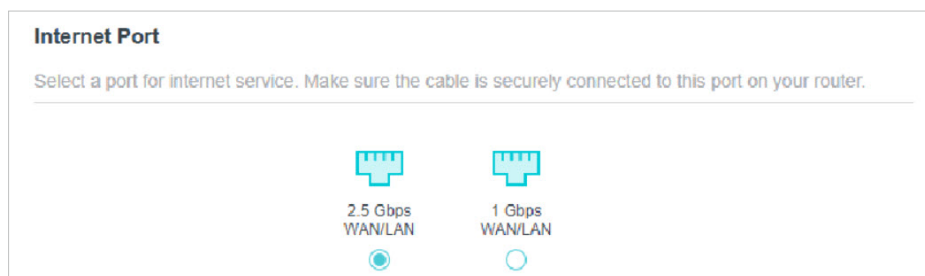 Internet Port
Select a port for internet service. Make sure the cable is securely connected to this port on your router.
2.5 Gbps
WAN/LAN
1 Gbps
WAN/LAN